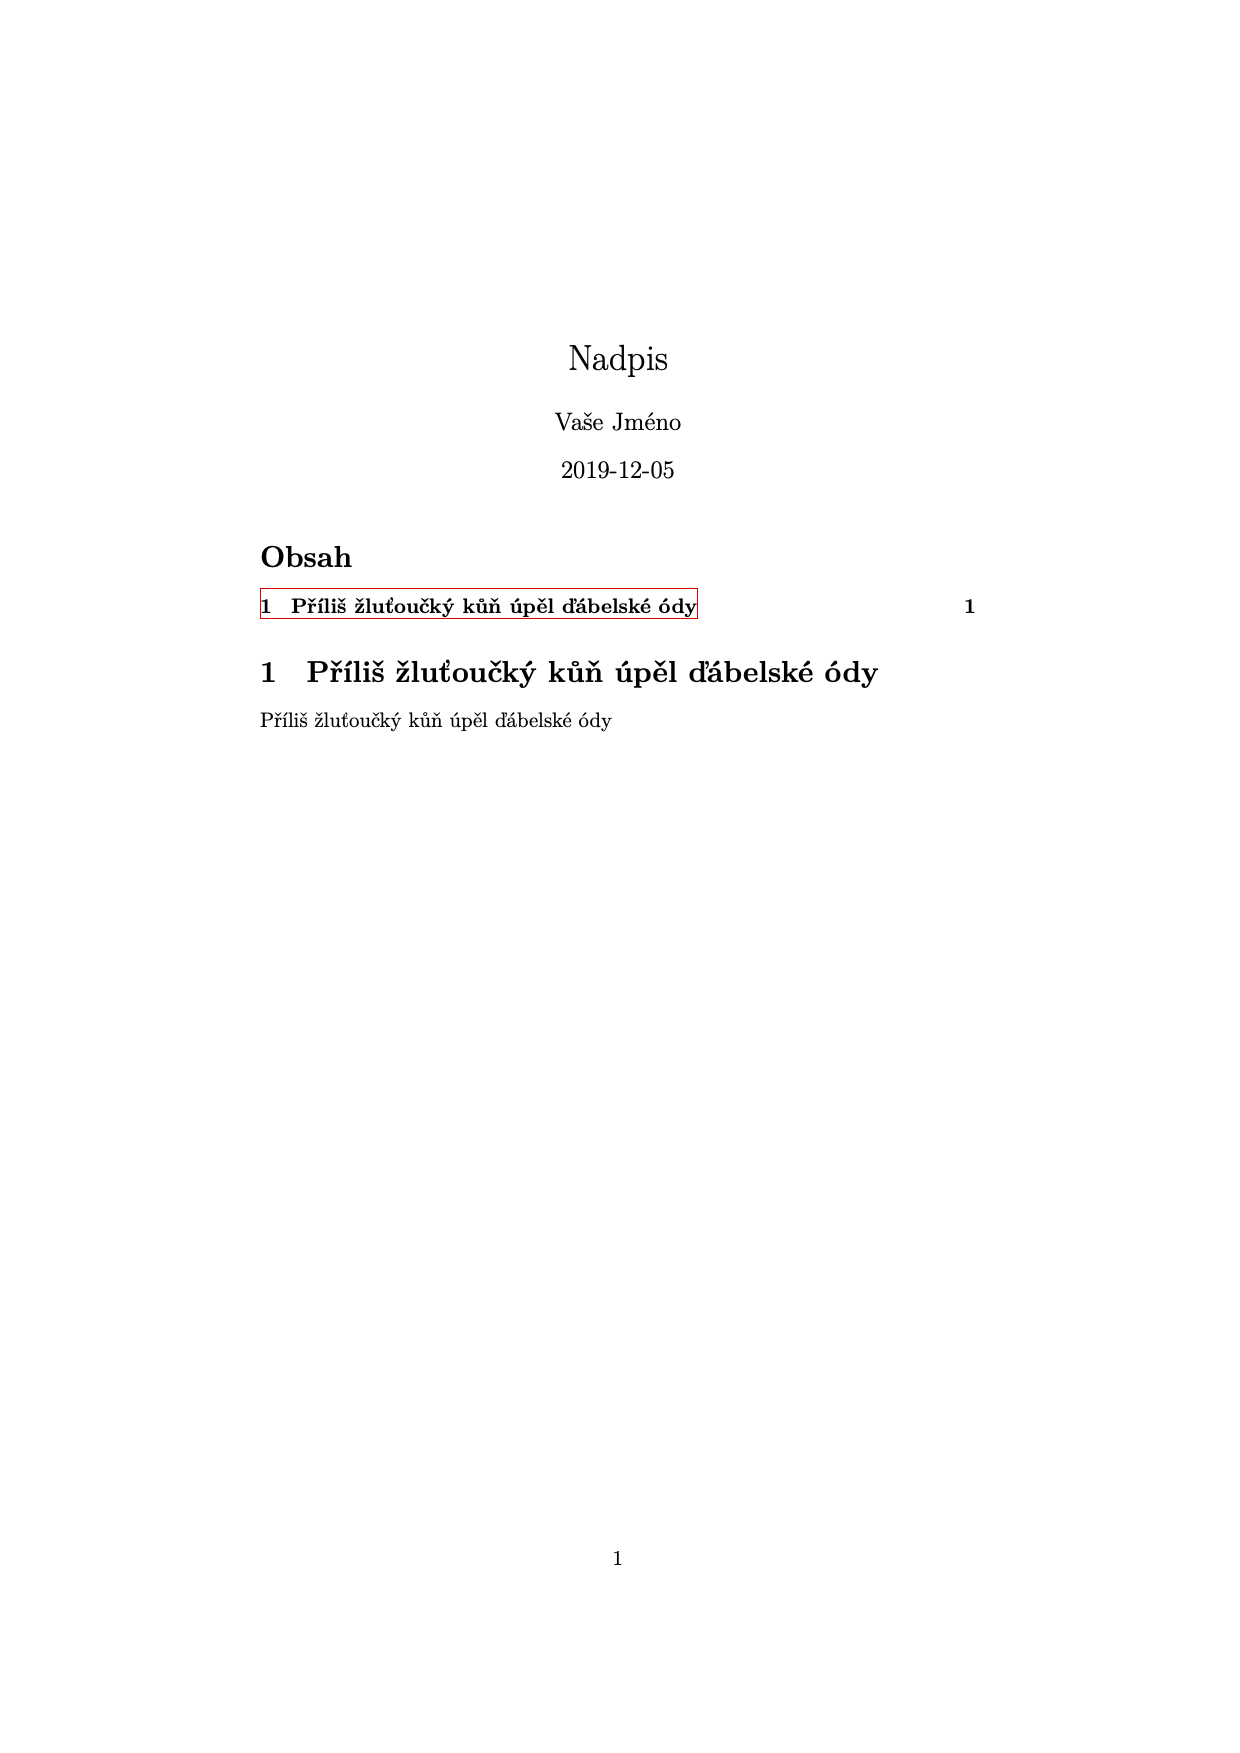 Nadpis
Vaše Jméno
2019-12-05
Obsah
1 Příliš žluťoučký kůň úpěl ďábelské ódy 1
1 Příliš žluťoučký kůň úpěl ďábelské ódy
Příliš žluťoučký kůň úpěl ďábelské ódy
1